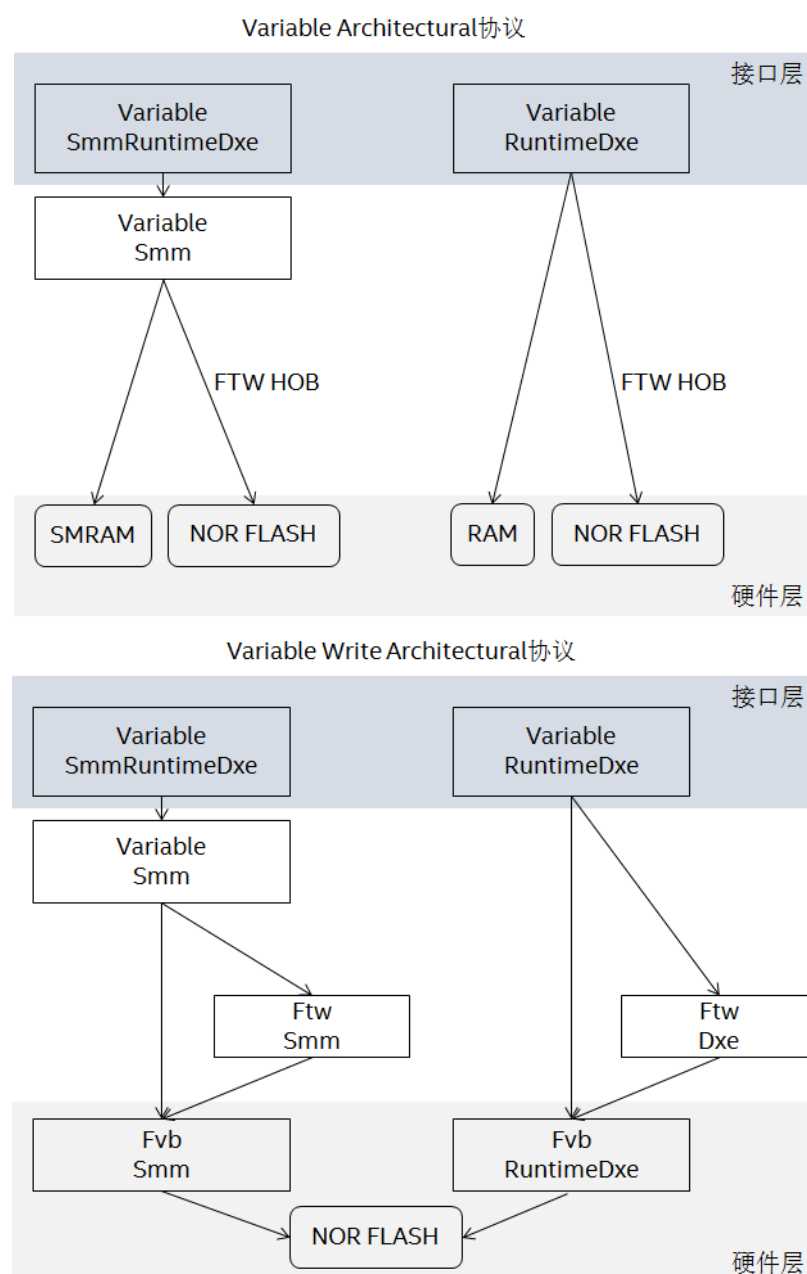 Variable Architectural协议
接口层
Variable
SmmRuntimeDxe
Variable
RuntimeDxe
Variable
Smm
FTW HOB
FTW HOB
SMRAM
NOR FLASH
RAM
NOR FLASH
硬件层
Variable Write Architectural协议
接口层
Variable
SmmRuntimeDxe
Variable
RuntimeDxe
Variable
Smm
Ftw
Smm
Ftw
Dxe
Fvb
Smm
Fvb
RuntimeDxe
NOR FLASH
硬件层